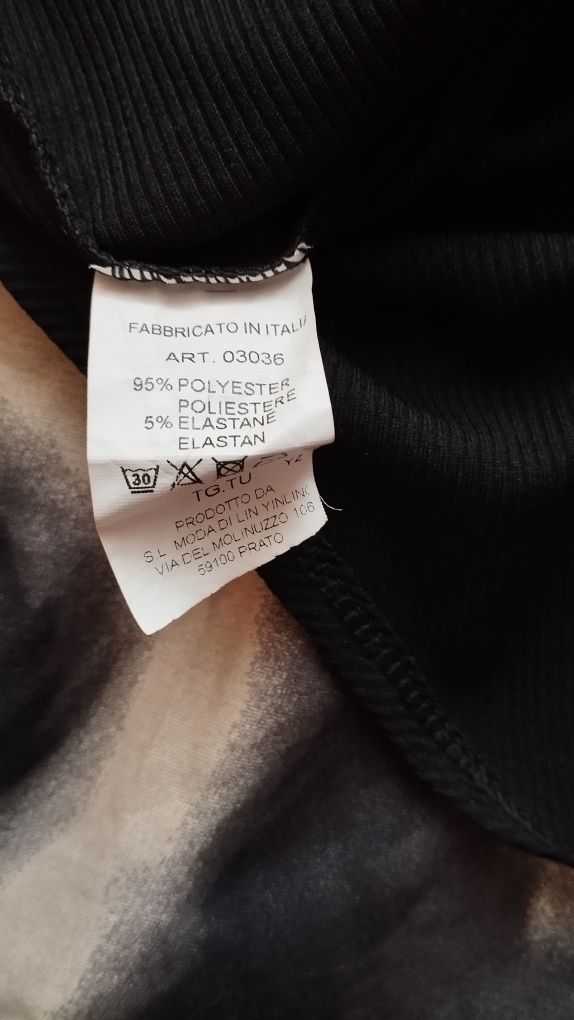 FABBRICATO IN ITALIA
ART. 03036
95% POLYESTER
POLIESTERE
5% ELASTANE
ELASTAN
30
TG.TU
PRODOTTO DA
S.L MODA DI LIN YINLING
VIA DEL MOLINUZZO 106
59100 PRATO